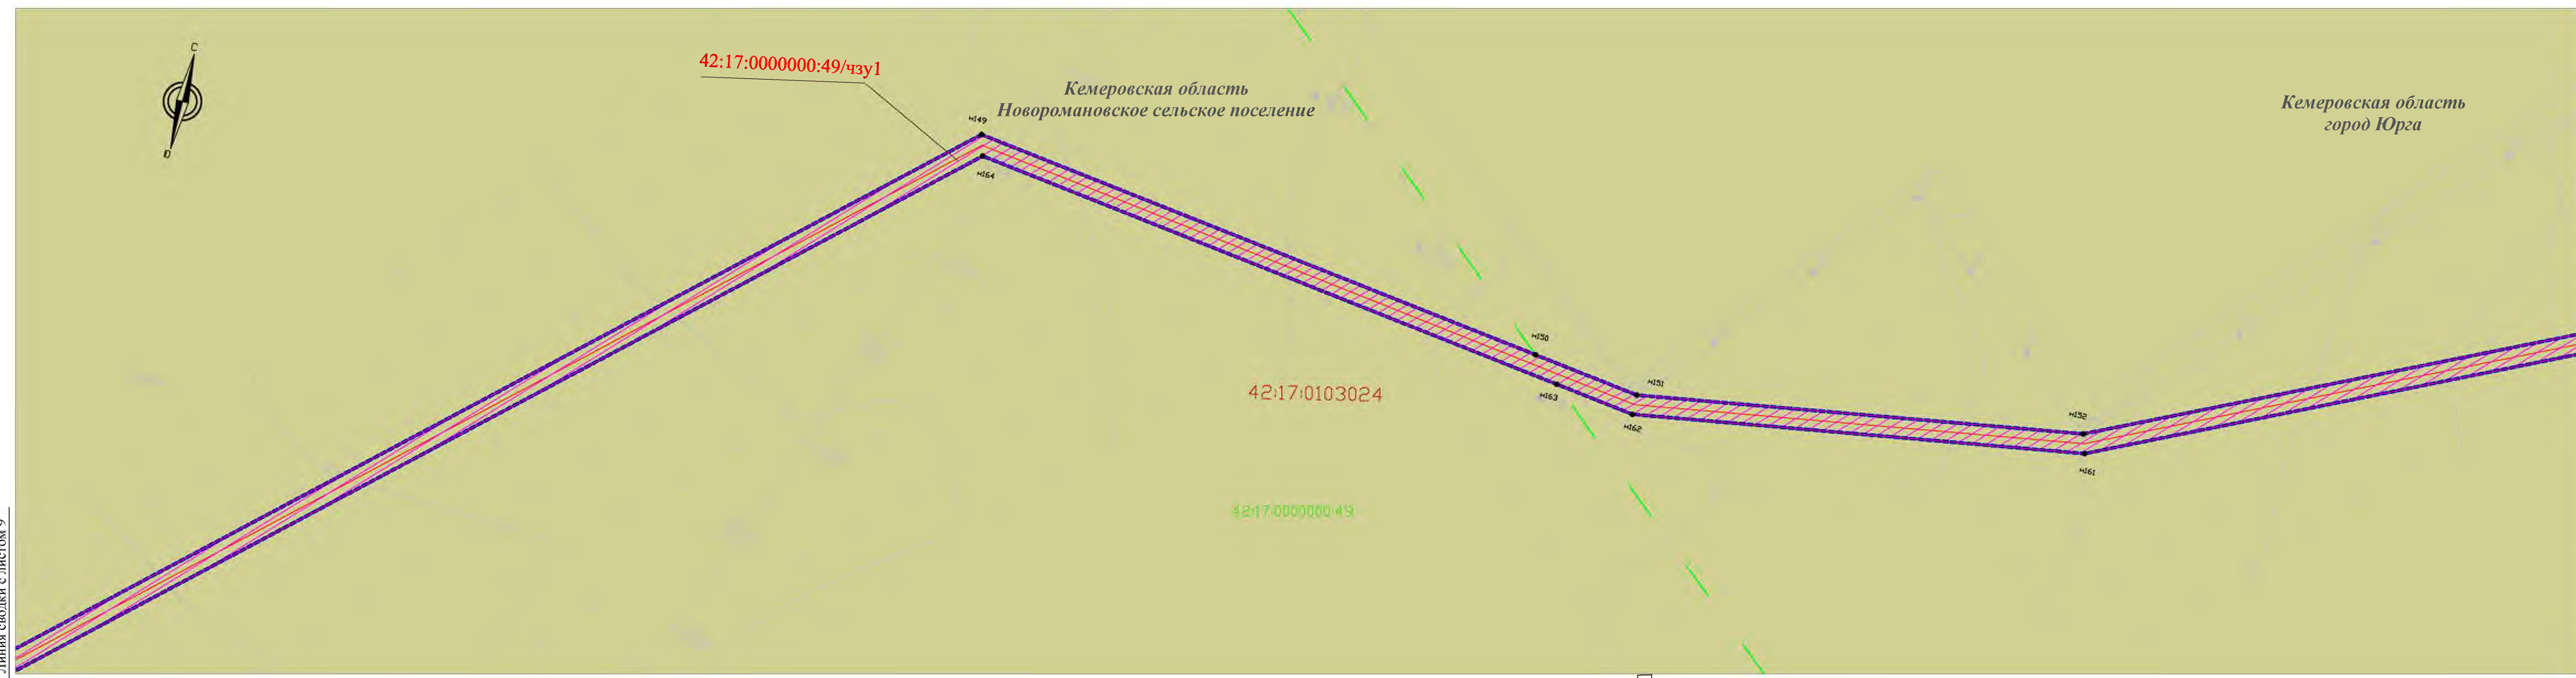 С
Ю
42:17:0000000:49/чзу1
Кемеровская область
Новоромановское сельское поселение
Кемеровская область
город Юрга
н149
н164
н150
н163
н151
н162
н152
н161
42:17:0103024
42:17:0000000:49
Линия сводки с листом 9